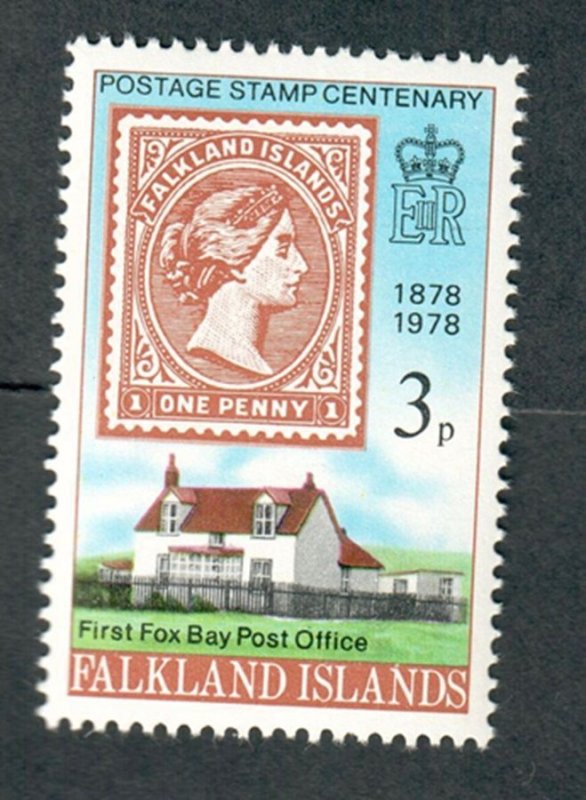 POSTAGE STAMP CENTENARY
FALKLAND ISLANDS
1 ONE PENNY 1
EIIR
1878
1978
3p
First Fox Bay Post Office
FALKLAND ISLANDS